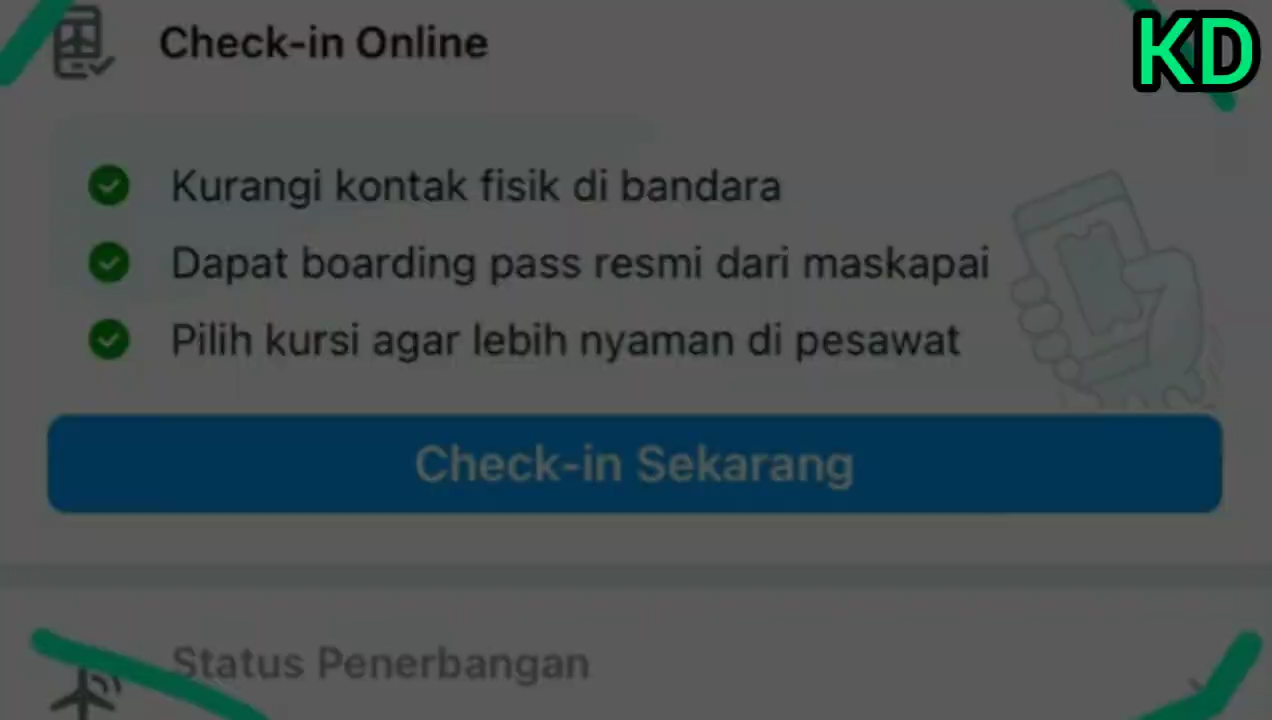 Check-in Online
KD
Kurangi kontak fisik di bandara
Dapat boarding pass resmi dari maskapai
Pilih kursi agar lebih nyaman di pesawat
Check-in Sekarang
Status Penerbangan